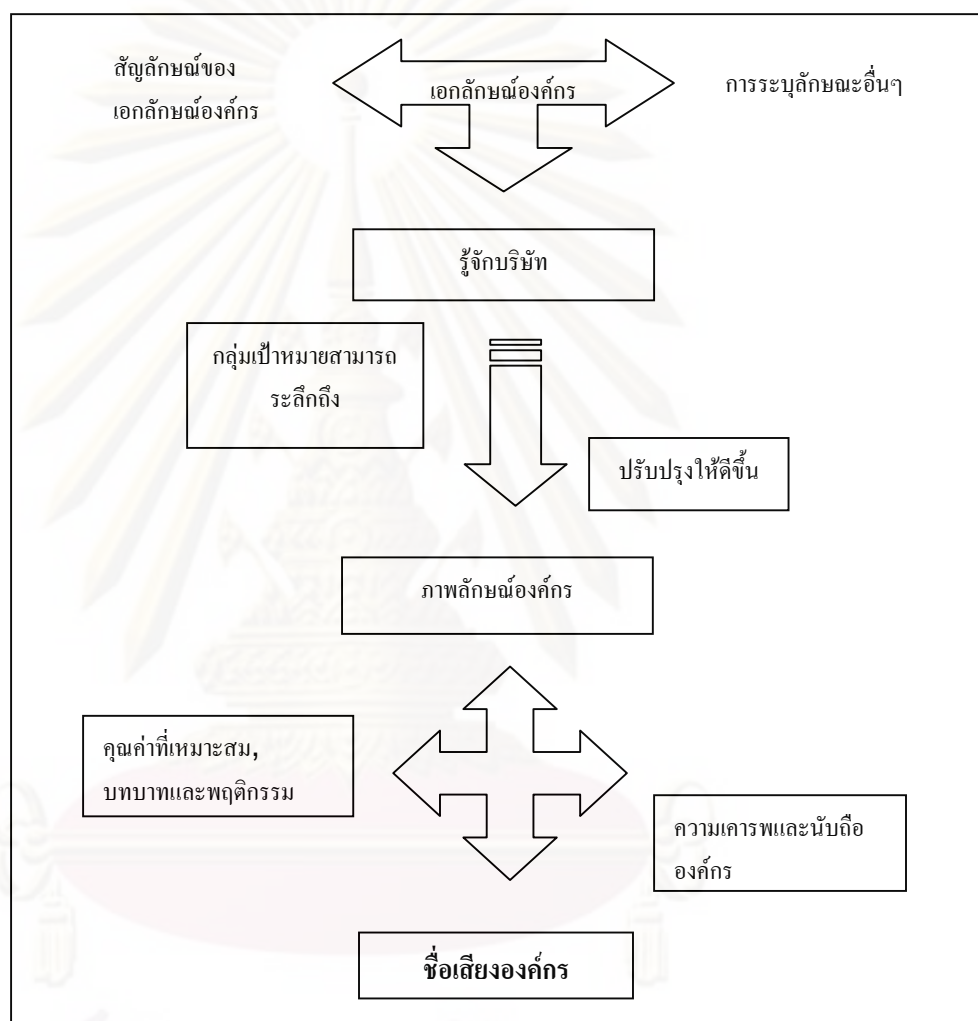 สัญลักษณ์ของ
เอกลักษณ์องค์กร
เอกลักษณ์องค์กร
การระบุลักษณะอื่นๆ
รู้จักบริษัท
กลุ่มเป้าหมายสามารถ
ระลึกถึง
ปรับปรุงให้ดีขึ้น
ภาพลักษณ์องค์กร
คุณค่าที่เหมาะสม,
บทบาทและพฤติกรรม
ความเคารพและนับถือ
องค์กร
ชื่อเสียงองค์กร